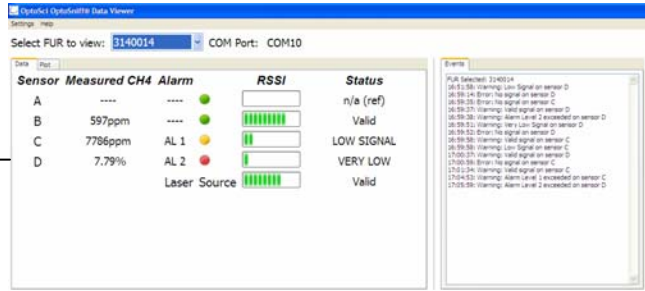 OptoSci OptoSniff® Data Viewer
Settings Help
Select FUR to view: 3140014 COM Port: COM10
Data Plot
Sensor Measured CH4 Alarm RSSI Status
A ---- ---- n/a (ref)
B 597ppm ---- Valid
C 7786ppm AL 1 LOW SIGNAL
D 7.79% AL 2 VERY LOW
Laser Source Valid
Events
FUR Selected: 3140014
16:51:58: Warning: Low Signal on sensor D
16:59:14: Error: No signal on sensor D
16:59:35: Error: No signal on sensor C
16:59:37: Warning: Valid signal on sensor D
16:59:38: Warning: Alarm Level 2 exceeded on sensor D
16:59:51: Warning: Very Low Signal on sensor D
16:59:52: Error: No signal on sensor D
16:59:58: Warning: Valid signal on sensor C
16:59:58: Warning: Low Signal on sensor C
17:00:37: Warning: Valid signal on sensor D
17:00:59: Error: No signal on sensor C
17:01:34: Warning: Valid signal on sensor C
17:04:53: Warning: Alarm Level 1 exceeded on sensor C
17:05:59: Warning: Alarm Level 2 exceeded on sensor D